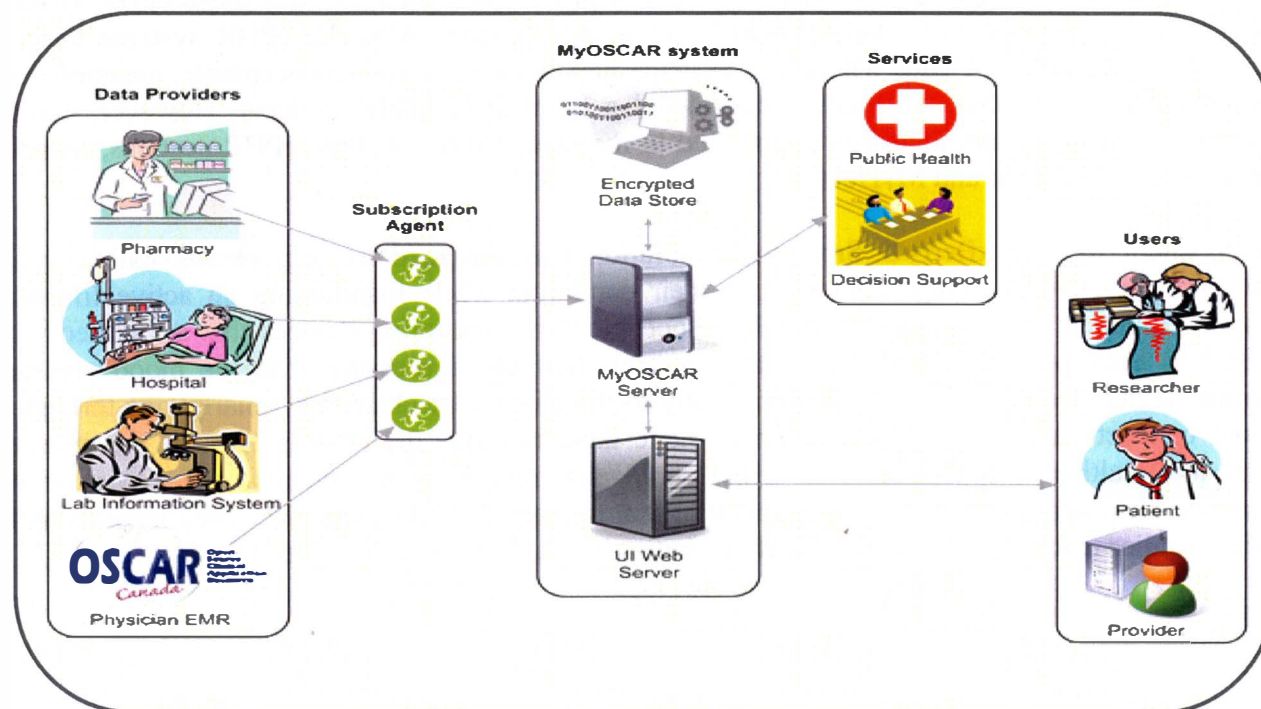 Data Providers
Pharmacy
Hospital
Lab Information System
OSCAR
Canada
Physician EMR
Subscription
Agent
MyOSCAR system
Encrypted
Data Store
MyOSCAR
Server
UI Web
Server
Services
Public Health
Decision Support
Users
Researcher
Patient
Provider